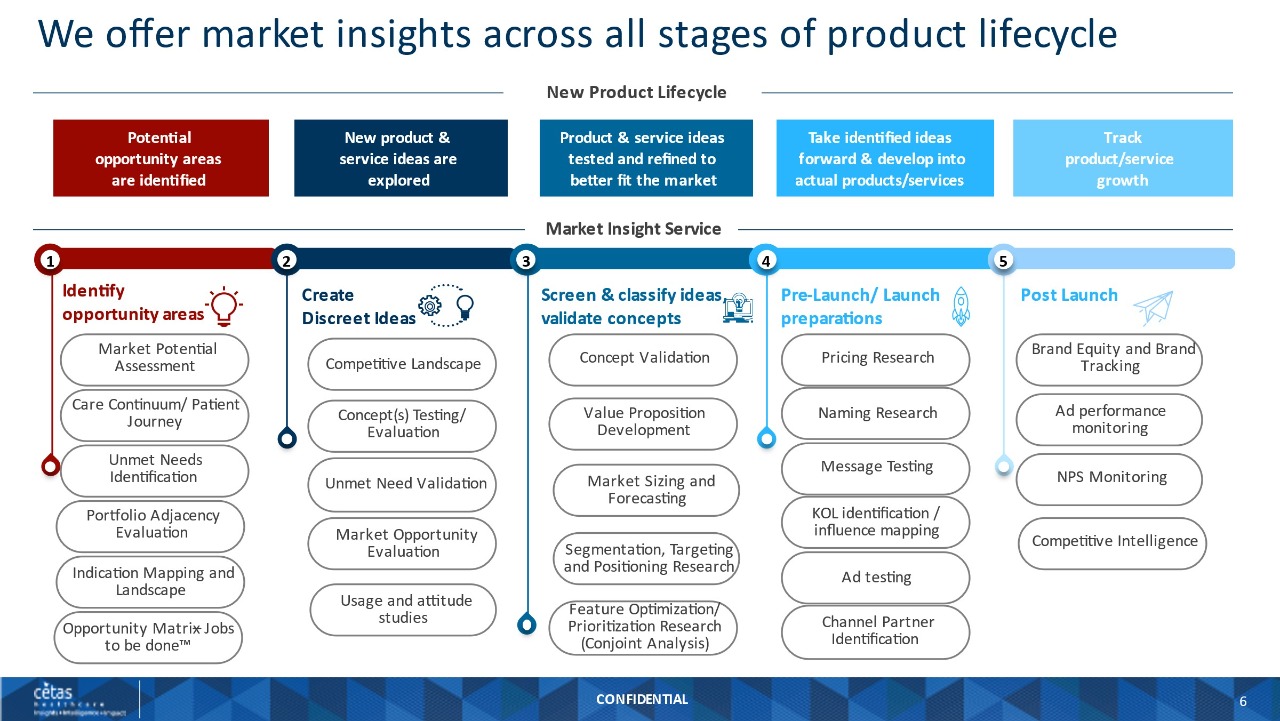 We offer market insights across all stages of product lifecycle
New Product Lifecycle
Potential
opportunity areas
are identified
New product &
service ideas are
explored
Product & service ideas
tested and refined to
better fit the market
Take identified ideas
forward & develop into
actual products/services
Track
product/service
growth
Market Insight Service
1
2
3
4
5
Identify
opportunity areas
Market Potential
Assessment
Care Continuum/ Patient
Journey
Unmet Needs
Identification
Portfolio Adjacency
Evaluation
Indication Mapping and
Landscape
Opportunity Matrix- Jobs
to be done™
Create
Discreet Ideas
Competitive Landscape
Concept(s) Testing/
Evaluation
Unmet Need Validation
Market Opportunity
Evaluation
Usage and attitude
studies
Screen & classify ideas,
validate concepts
Concept Validation
Value Proposition
Development
Market Sizing and
Forecasting
Segmentation, Targeting
and Positioning Research
Feature Optimization/
Prioritization Research
(Conjoint Analysis)
Pre-Launch/ Launch
preparations
Pricing Research
Naming Research
Message Testing
KOL identification /
influence mapping
Ad testing
Channel Partner
Identification
Post Launch
Brand Equity and Brand
Tracking
Ad performance
monitoring
NPS Monitoring
Competitive Intelligence
cētas
healthcare
Insights•Intelligence•Impact
CONFIDENTIAL
6